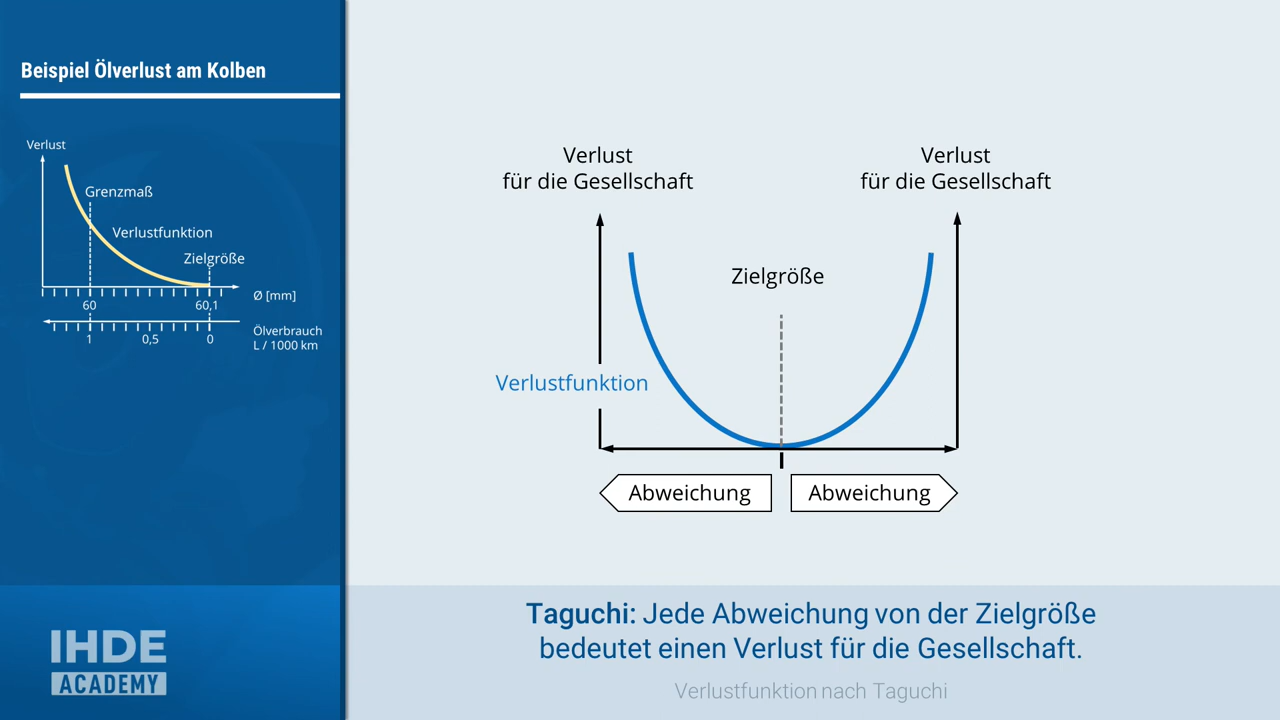 Beispiel Ölverlust am Kolben
Verlust
Grenzmaß
Verlustfunktion
Zielgröße
60
60,1
Ø [mm]
1
0,5
0
Ölverbrauch
L / 1000 km
IHDE
ACADEMY
Verlust
für die Gesellschaft
Verlust
für die Gesellschaft
Zielgröße
Verlustfunktion
Abweichung
Abweichung
Taguchi: Jede Abweichung von der Zielgröße
bedeutet einen Verlust für die Gesellschaft.
Verlustfunktion nach Taguchi